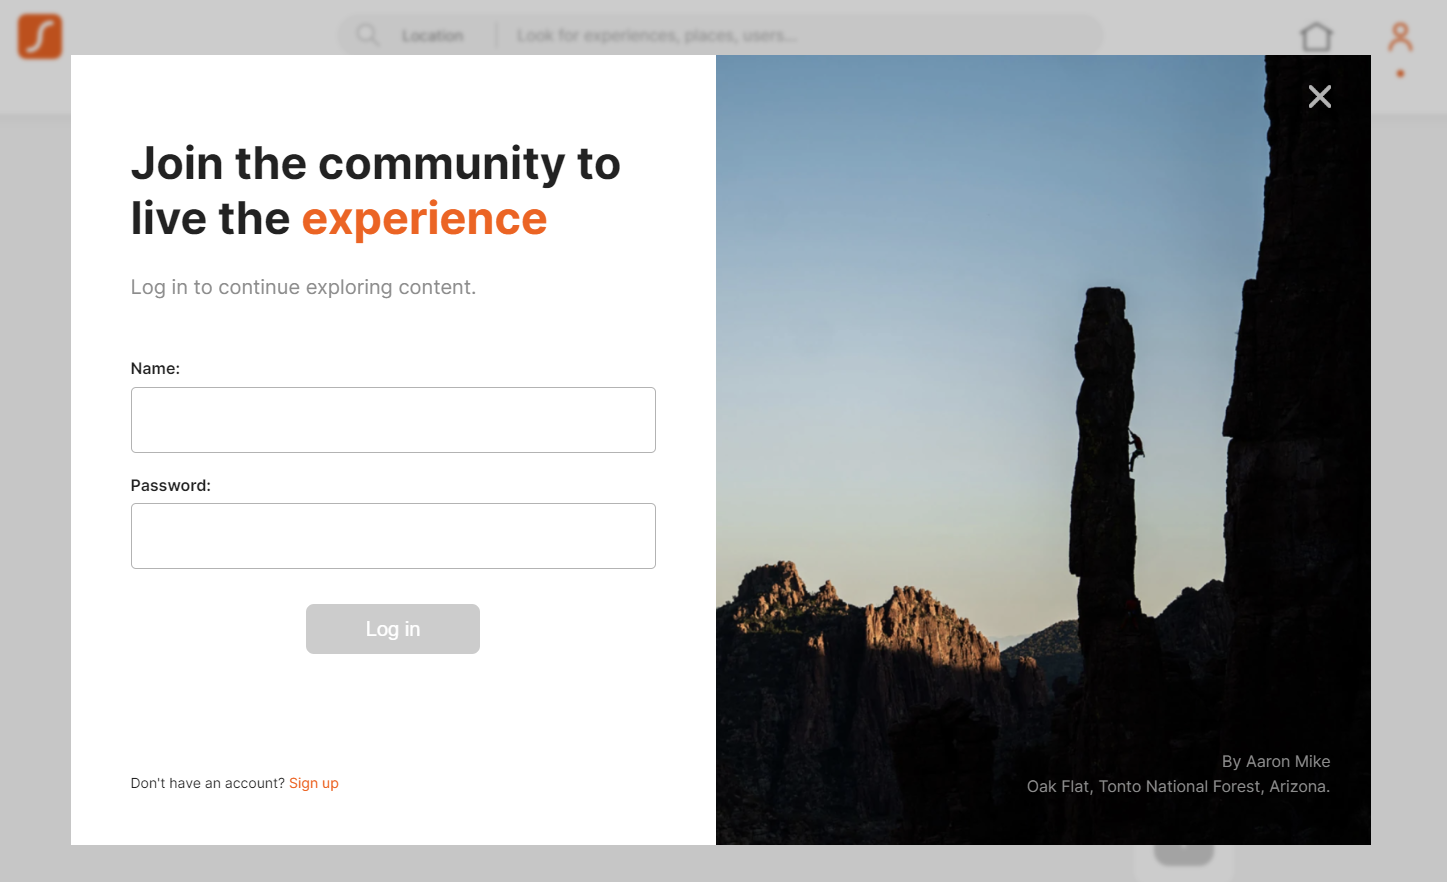 Location
Look for experiences, places, users...
Join the community to
live the experience
Log in to continue exploring content.
Name:
Password:
Log in
Don't have an account? Sign up
By Aaron Mike
Oak Flat, Tonto National Forest, Arizona.